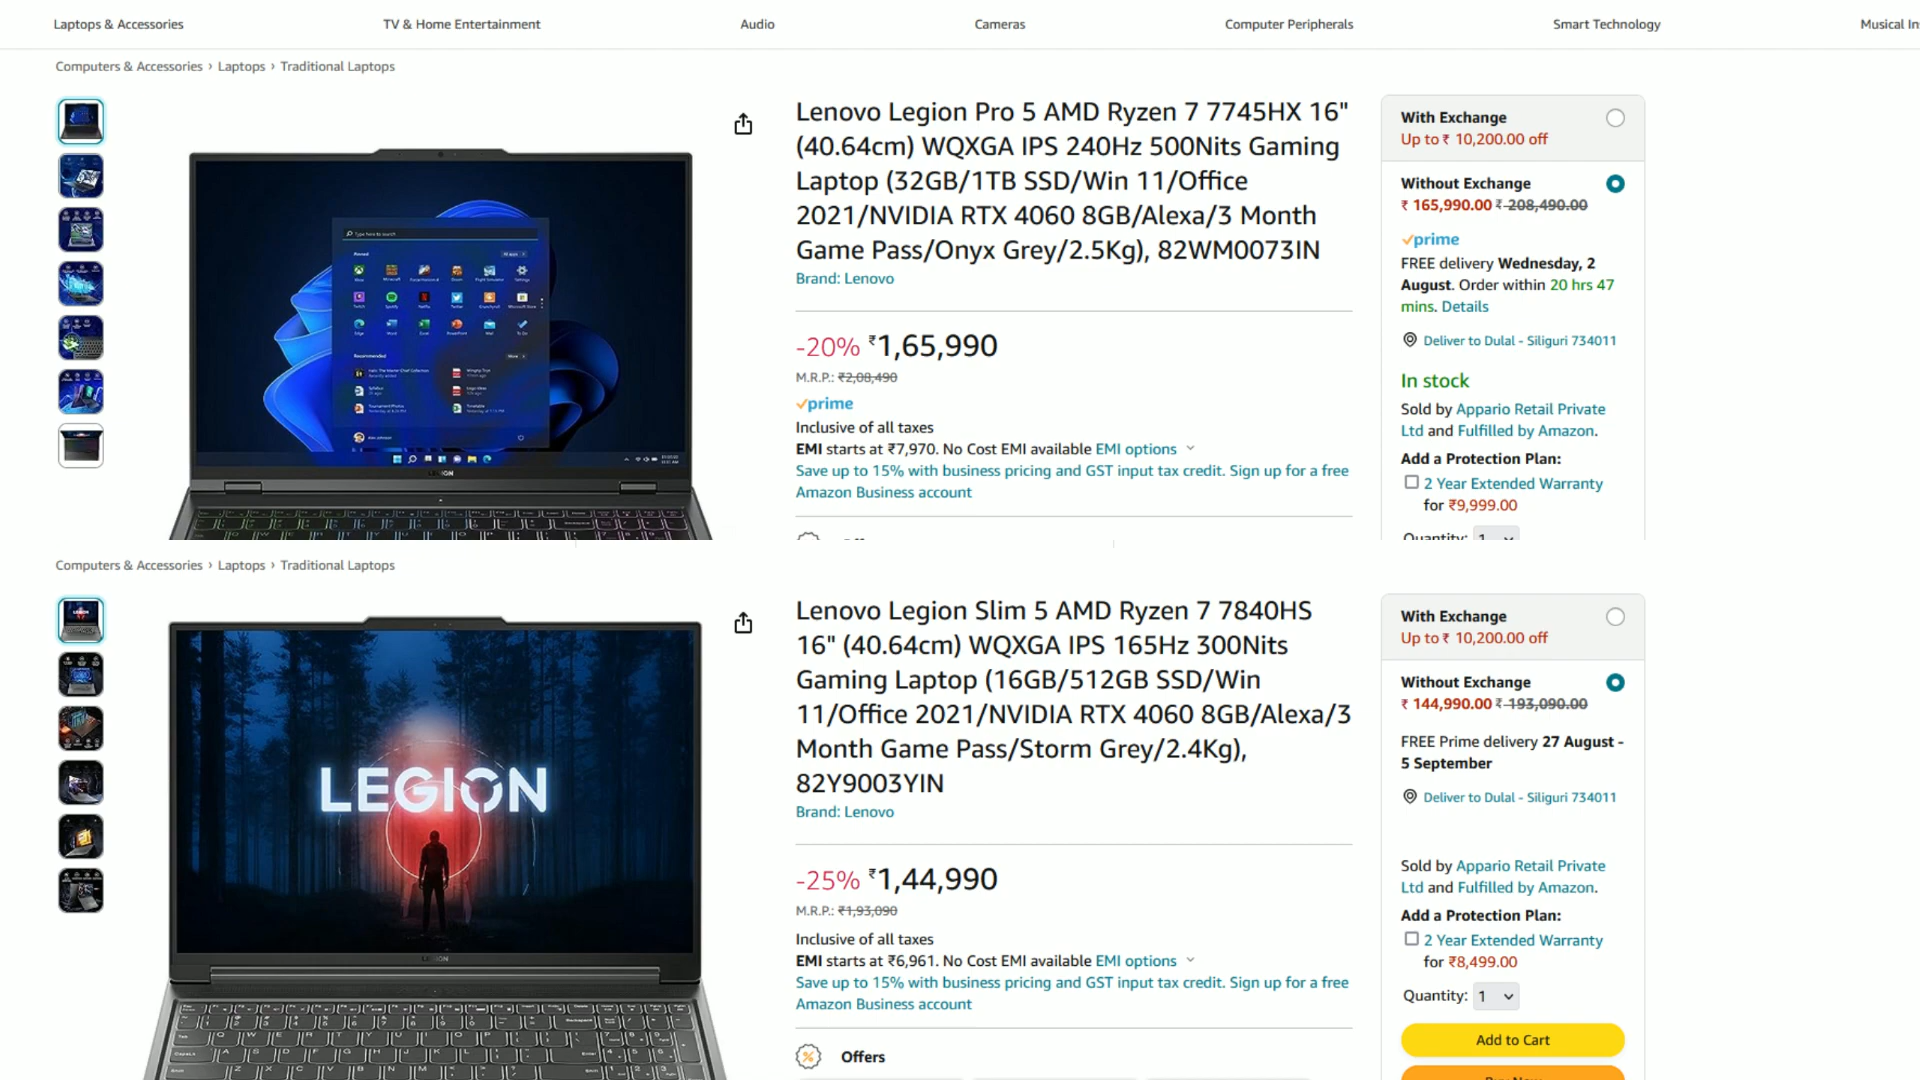 Laptops & Accessories
TV & Home Entertainment
Audio
Cameras
Computer Peripherals
Smart Technology
Musical In
Computers & Accessories › Laptops › Traditional Laptops
Lenovo Legion Pro 5 AMD Ryzen 7 7745HX 16"
(40.64cm) WQXGA IPS 240Hz 500Nits Gaming
Laptop (32GB/1TB SSD/Win 11/Office
2021/NVIDIA RTX 4060 8GB/Alexa/3 Month
Game Pass/Onyx Grey/2.5Kg), 82WM0073IN
Brand: Lenovo
-20% ₹1,65,990
M.R.P.: ₹2,08,490
prime
Inclusive of all taxes
EMI starts at ₹7,970. No Cost EMI available EMI options
Save up to 15% with business pricing and GST input tax credit. Sign up for a free
Amazon Business account
With Exchange
Up to ₹ 10,200.00 off
Without Exchange
₹ 165,990.00 ₹ 208,490.00
prime
FREE delivery Wednesday, 2
August. Order within 20 hrs 47
mins. Details
Deliver to Dulal - Siliguri 734011
In stock
Sold by Appario Retail Private
Ltd and Fulfilled by Amazon.
Add a Protection Plan:
2 Year Extended Warranty
for ₹9,999.00
Quantity: 1
Type here to search
Pinned
All apps >
Recommended
More >
Computers & Accessories › Laptops › Traditional Laptops
LEGION
Lenovo Legion Slim 5 AMD Ryzen 7 7840HS
16" (40.64cm) WQXGA IPS 165Hz 300Nits
Gaming Laptop (16GB/512GB SSD/Win
11/Office 2021/NVIDIA RTX 4060 8GB/Alexa/3
Month Game Pass/Storm Grey/2.4Kg),
82Y9003YIN
Brand: Lenovo
-25% ₹1,44,990
M.R.P.: ₹1,93,090
Inclusive of all taxes
EMI starts at ₹6,961. No Cost EMI available EMI options
Save up to 15% with business pricing and GST input tax credit. Sign up for a free
Amazon Business account
Offers
With Exchange
Up to ₹ 10,200.00 off
Without Exchange
₹ 144,990.00 ₹ 193,090.00
FREE Prime delivery 27 August -
5 September
Deliver to Dulal - Siliguri 734011
Sold by Appario Retail Private
Ltd and Fulfilled by Amazon.
Add a Protection Plan:
2 Year Extended Warranty
for ₹8,499.00
Quantity: 1
Add to Cart